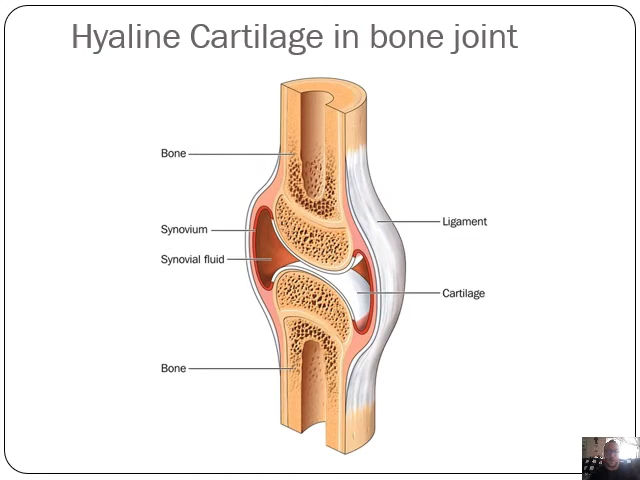 Hyaline Cartilage in bone joint
Bone
Ligament
Synovium
Synovial fluid
Cartilage
Bone